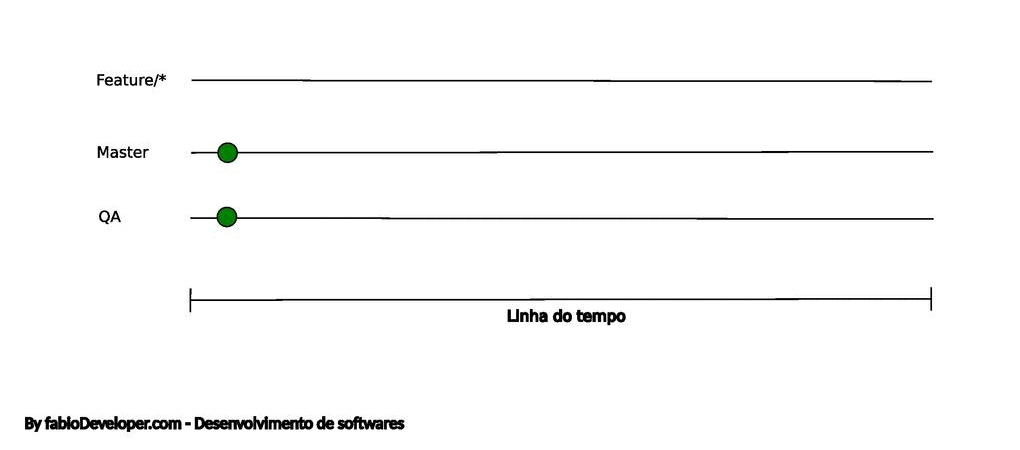 Feature/*
Master
QA
Linha do tempo
By fabioDeveloper.com - Desenvolvimento de softwares